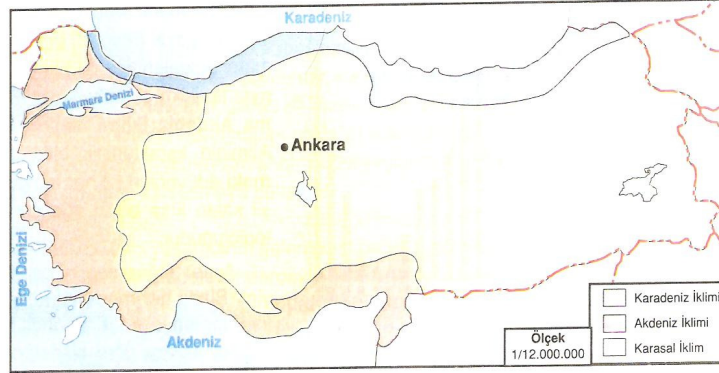 Karadeniz
Marmara Denizi
Ankara
Ege Denizi
Akdeniz
Ölçek
1/12.000.000
Karadeniz İklimi
Akdeniz İklimi
Karasal İklim